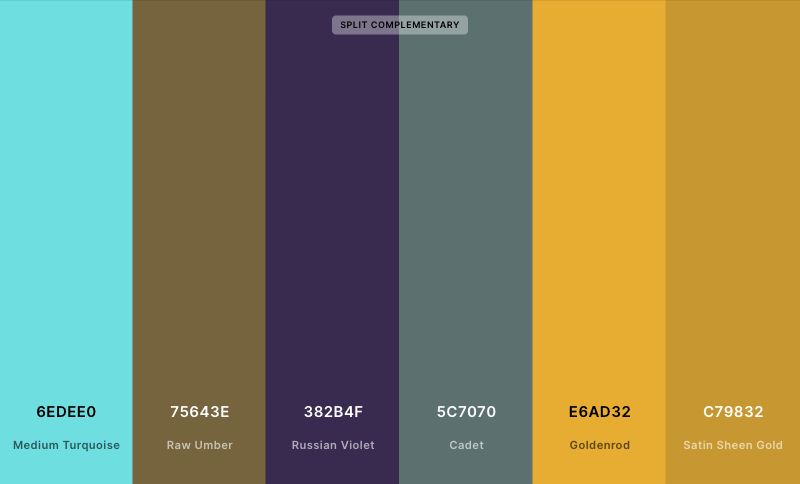 SPLIT COMPLEMENTARY
6EDEE0
Medium Turquoise
75643E
Raw Umber
382B4F
Russian Violet
5C7070
Cadet
E6AD32
Goldenrod
C79832
Satin Sheen Gold